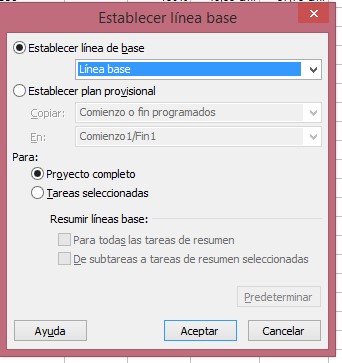 Establecer línea base
Establecer línea de base
Línea base
Establecer plan provisional
Copiar: Comienzo o fin programados
En: Comienzo1/Fin1
Para:
Proyecto completo
Tareas seleccionadas
Resumir líneas base:
Para todas las tareas de resumen
De subtareas a tareas de resumen seleccionadas
Predeterminar
Ayuda Aceptar Cancelar